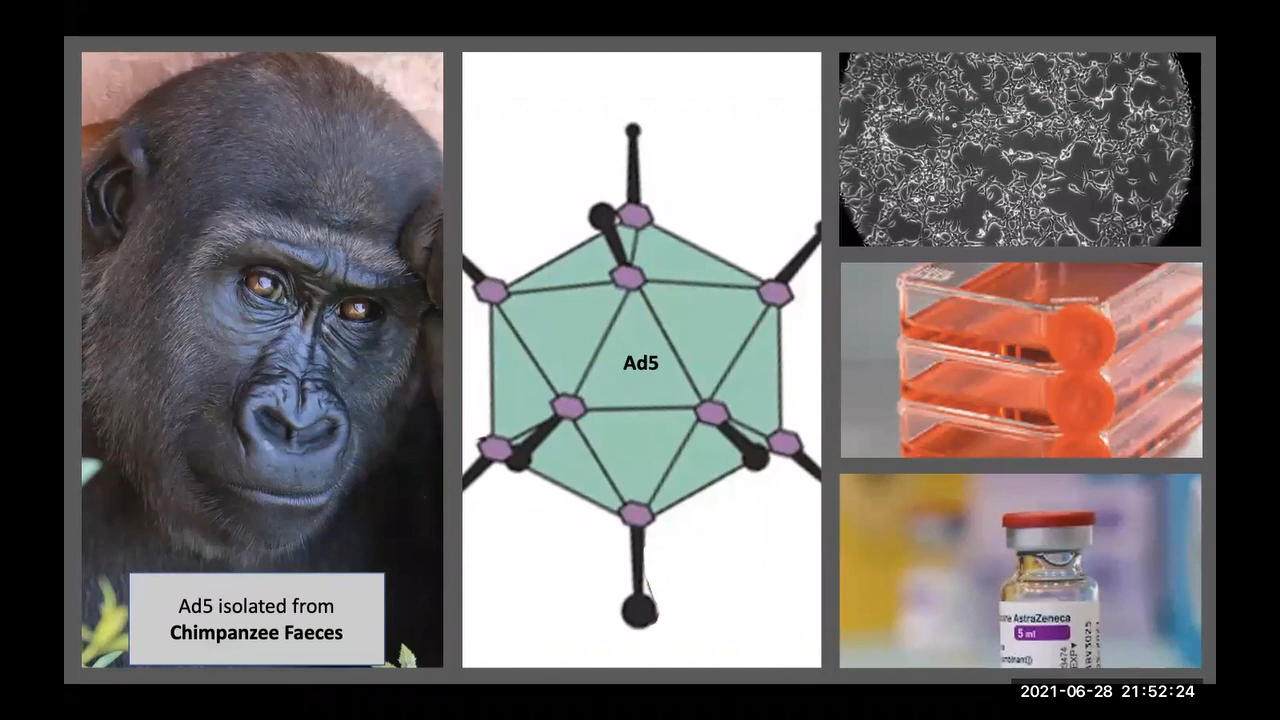 Ad5 isolated from
Chimpanzee Faeces
Ad5
AstraZeneca
5 ml
2021-06-28 21:52:24